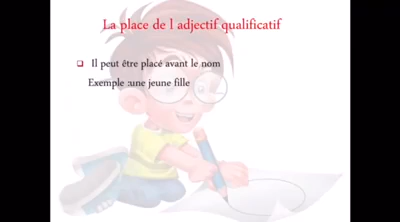 La place de l adjectif qualificatif
Il peut être placé avant le nom
Exemple :une jeune fille